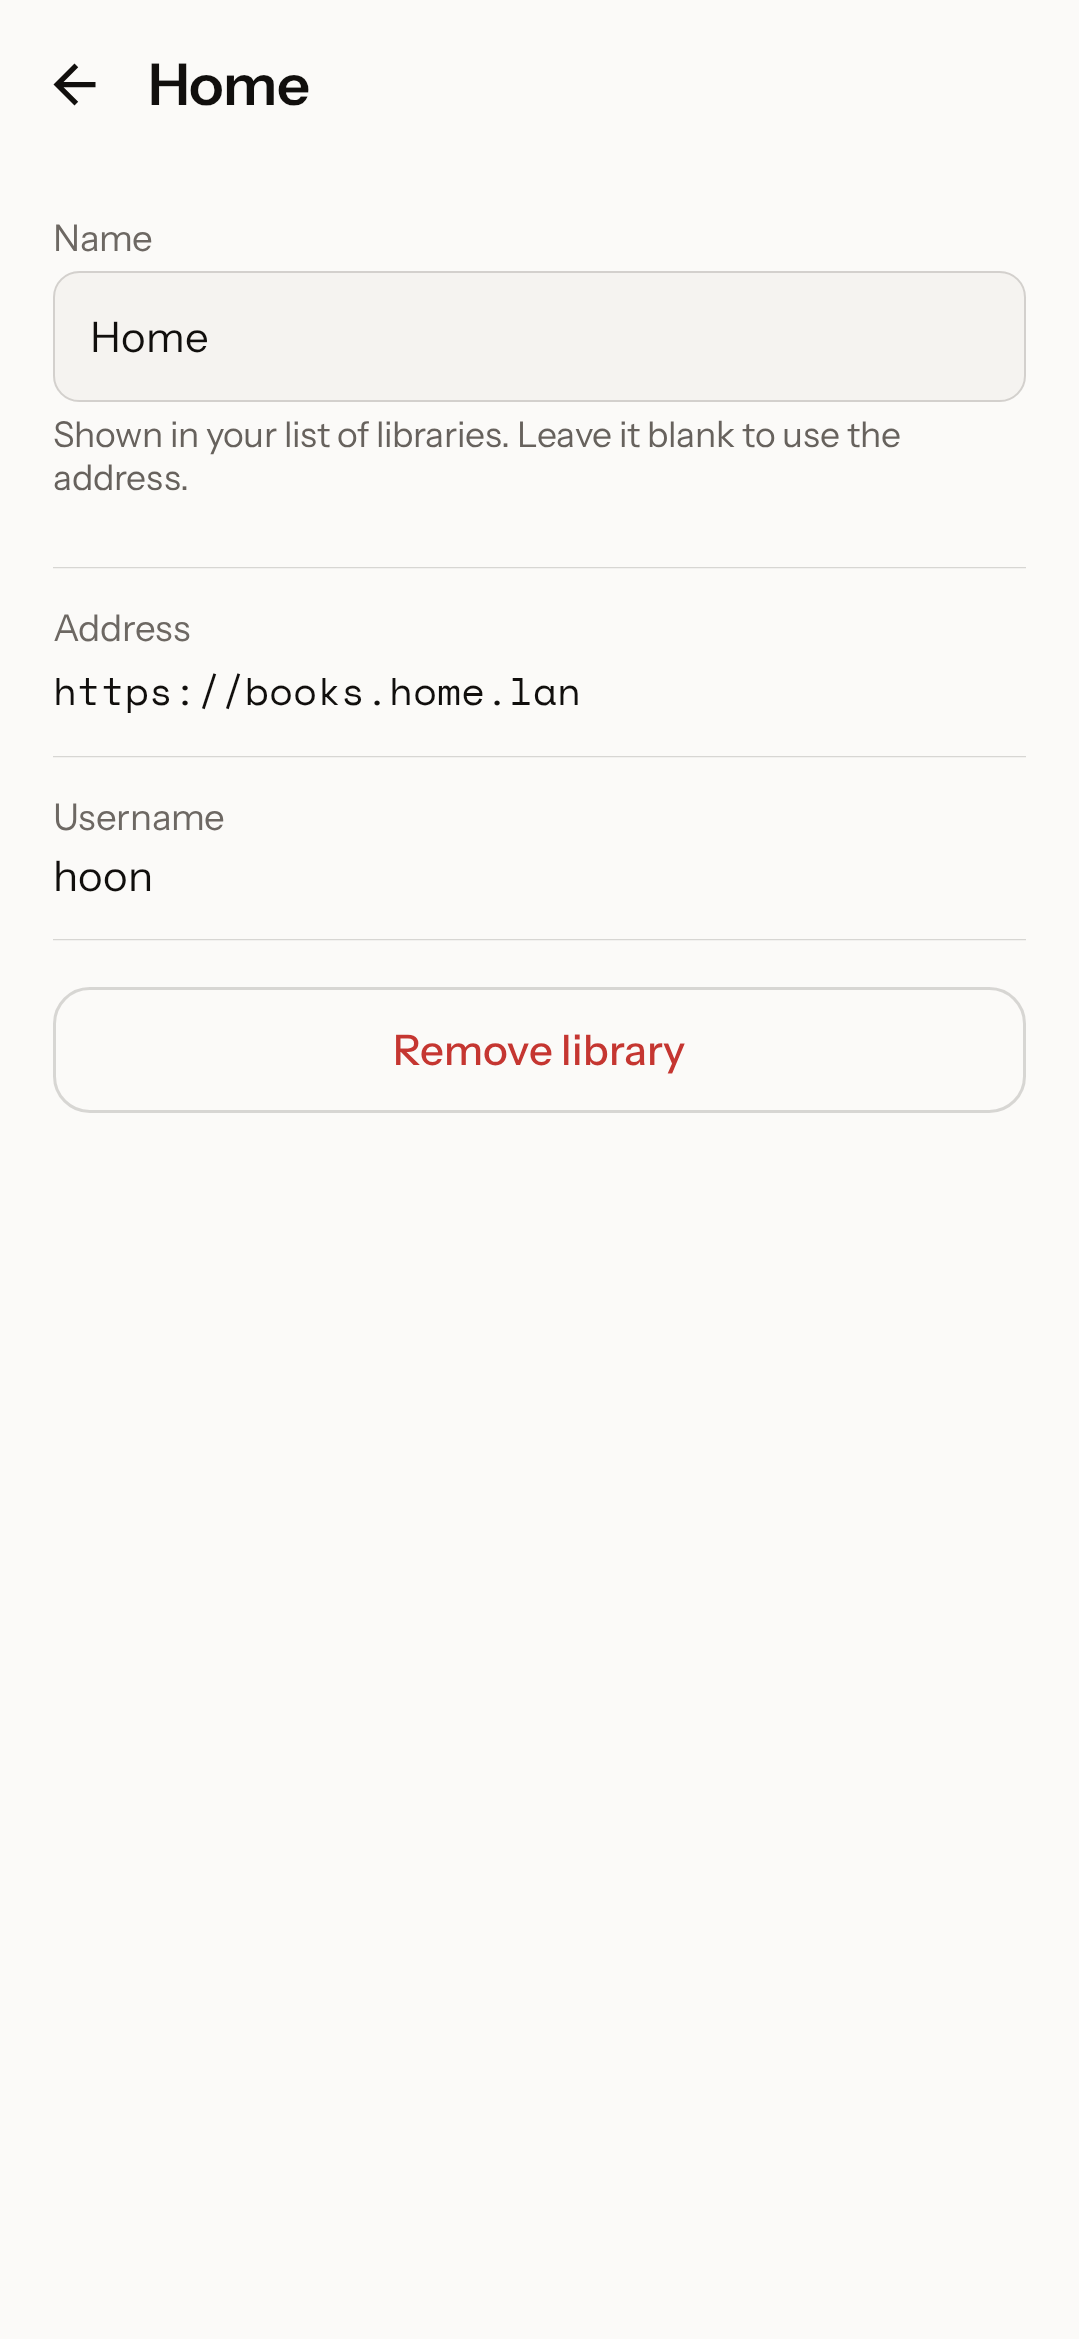 Home
Name
Home
Shown in your list of libraries. Leave it blank to use the
address.
Address
https://books.home.lan
Username
hoon
Remove library